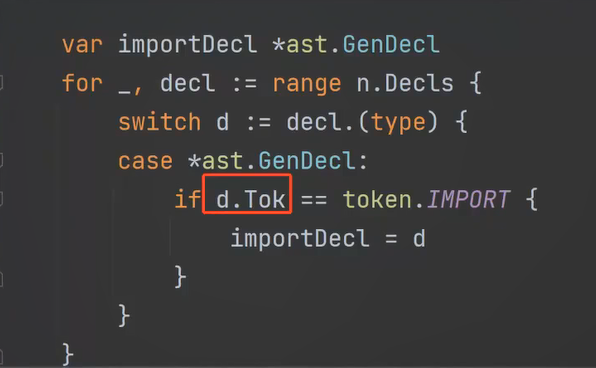 var importDecl *ast.GenDecl
for _, decl := range n.Decls {
switch d := decl.(type) {
case *ast.GenDecl:
if d.Tok == token.IMPORT {
importDecl = d
}
}
}